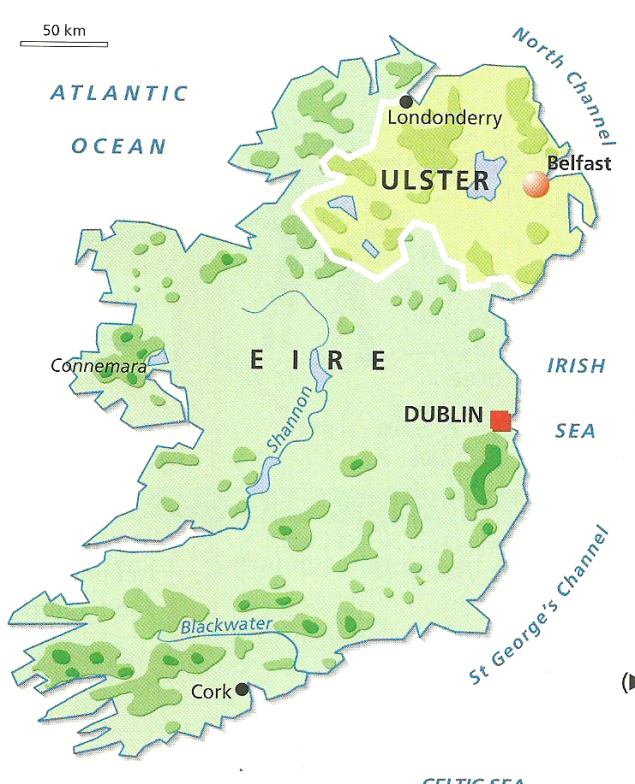 50 km
North Channel
ATLANTIC
OCEAN
Londonderry
Belfast
ULSTER
Connemara
EIRE
IRISH
SEA
DUBLIN
Shannon
St George's Channel
Blackwater
Cork
CELTIC SEA